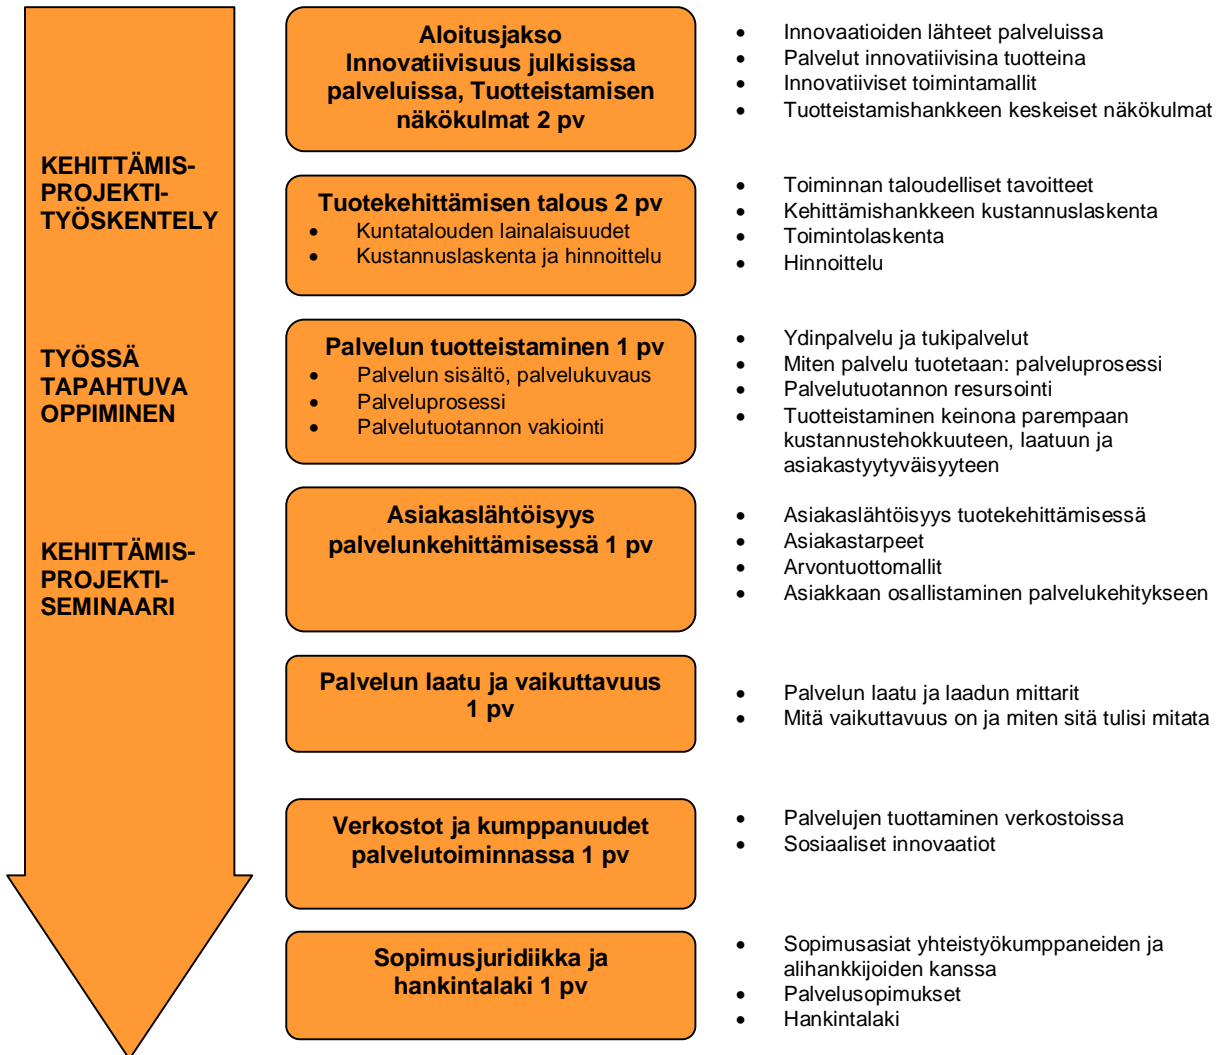 KEHITTÄMIS-
PROJEKTI-
TYÖSKENTELY
TYÖSSÄ
TAPAHTUVA
OPPIMINEN
KEHITTÄMIS-
PROJEKTI-
SEMINAARI
Aloitusjakso
Innovatiivisuus julkisissa
palveluissa, Tuotteistamisen
näkökulmat 2 pv
• Innovaatioiden lähteet palveluissa
• Palvelut innovatiivisina tuotteina
• Innovatiiviset toimintamallit
• Tuotteistamishankkeen keskeiset näkökulmat
Tuotekehittämisen talous 2 pv
• Kuntatalouden lainalaisuudet
• Kustannuslaskenta ja hinnoittelu
• Toiminnan taloudelliset tavoitteet
• Kehittämishankkeen kustannuslaskenta
• Toimintolaskenta
• Hinnoittelu
Palvelun tuotteistaminen 1 pv
• Palvelun sisältö, palvelukuvaus
• Palveluprosessi
• Palvelutuotannon vakiointi
• Ydinpalvelu ja tukipalvelut
• Miten palvelu tuotetaan: palveluprosessi
• Palvelutuotannon resursointi
• Tuotteistaminen keinona parempaan
kustannustehokkuuteen, laatuun ja
asiakastyytyväisyyteen
Asiakaslähtöisyys
palvelunkehittämisessä 1 pv
• Asiakaslähtöisyys tuotekehittämisessä
• Asiakastarpeet
• Arvontuottomallit
• Asiakkaan osallistaminen palvelukehitykseen
Palvelun laatu ja vaikuttavuus
1 pv
• Palvelun laatu ja laadun mittarit
• Mitä vaikuttavuus on ja miten sitä tulisi mitata
Verkostot ja kumppanuudet
palvelutoiminnassa 1 pv
• Palvelujen tuottaminen verkostoissa
• Sosiaaliset innovaatiot
Sopimusjuridiikka ja
hankintalaki 1 pv
• Sopimusasiat yhteistyökumppaneiden ja
alihankkijoiden kanssa
• Palvelusopimukset
• Hankintalaki